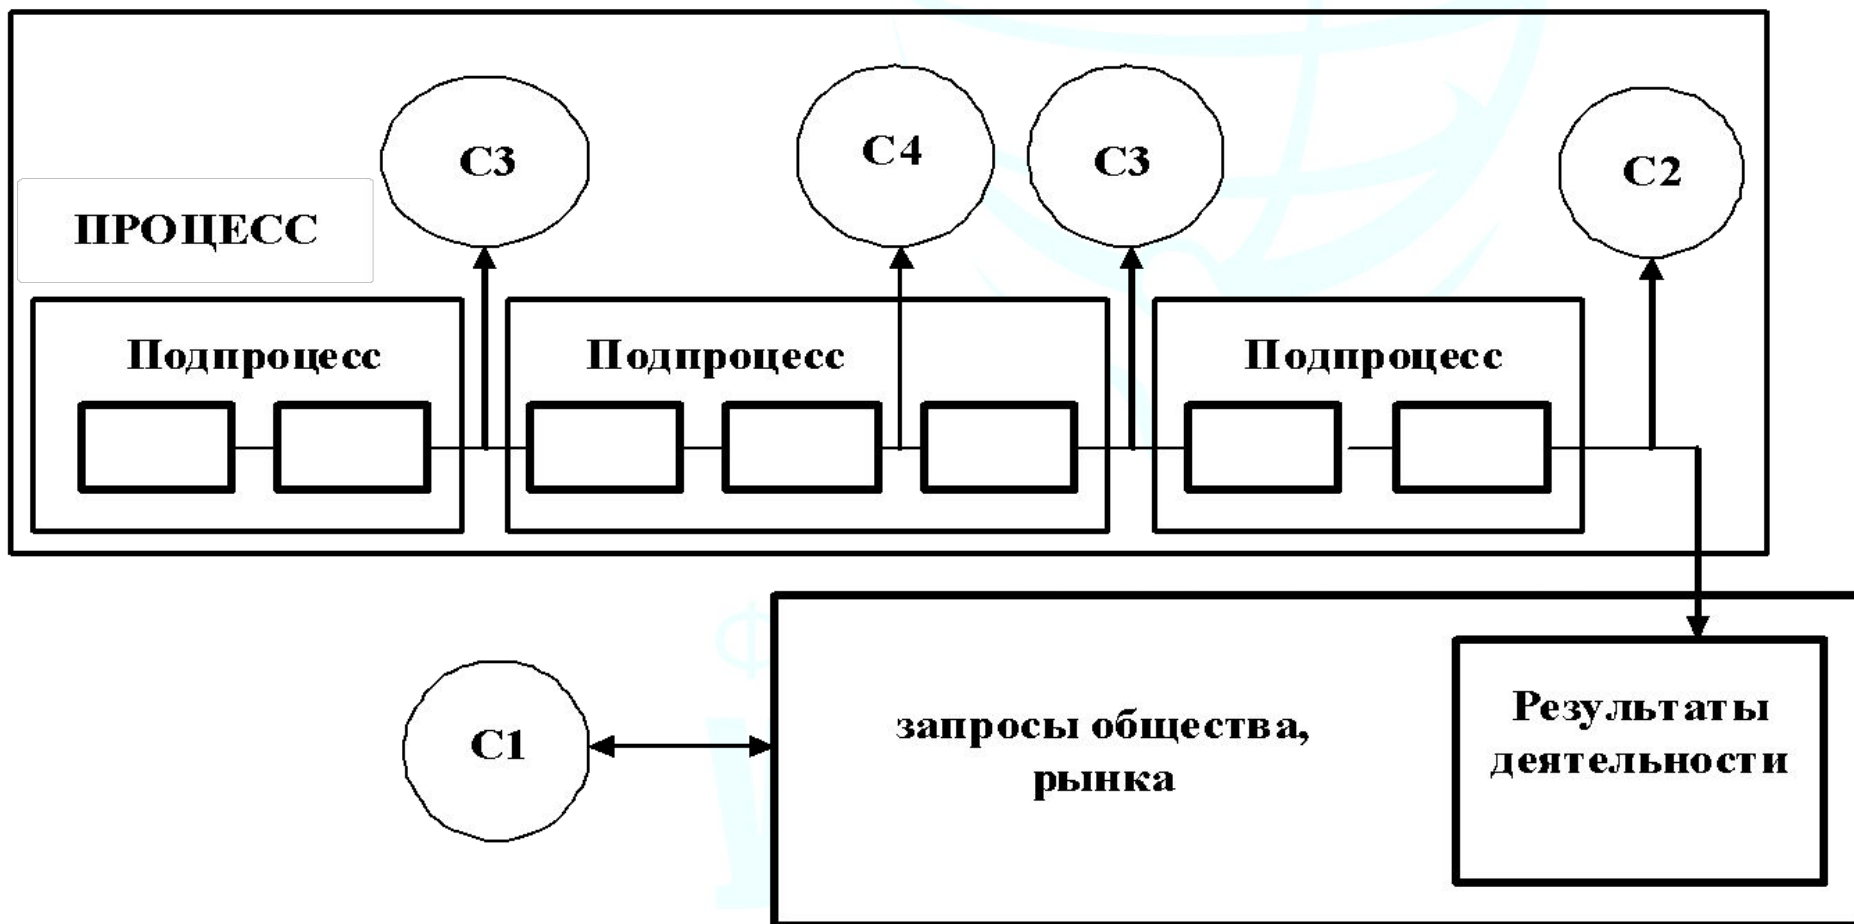 С3
С4
С3
С2
ПРОЦЕСС
Подпроцесс
Подпроцесс
Подпроцесс
С1
запросы общества,
рынка
Результаты
деятельности